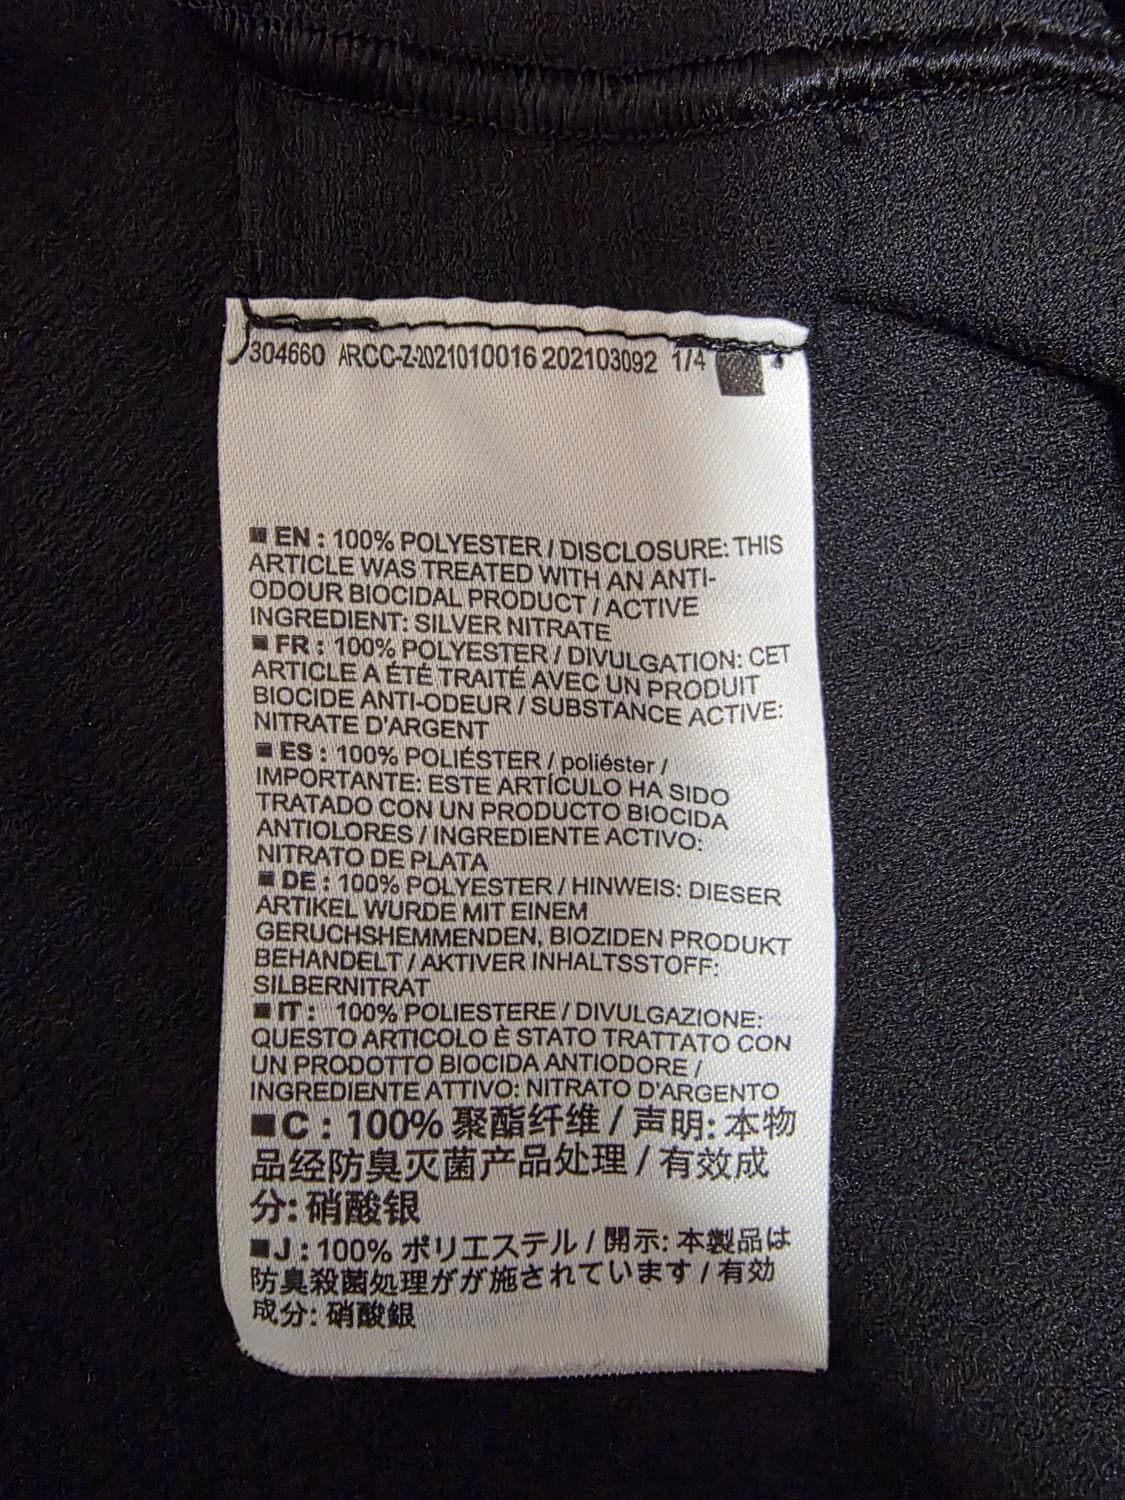 304660 ARCC-Z-2021010016 202103092 1/4
■ EN : 100% POLYESTER / DISCLOSURE: THIS
ARTICLE WAS TREATED WITH AN ANTI-
ODOUR BIOCIDAL PRODUCT / ACTIVE
INGREDIENT: SILVER NITRATE
■ FR : 100% POLYESTER / DIVULGATION: CET
ARTICLE A ÉTÉ TRAITÉ AVEC UN PRODUIT
BIOCIDE ANTI-ODEUR / SUBSTANCE ACTIVE:
NITRATE D'ARGENT
■ ES : 100% POLIÉSTER / poliéster /
IMPORTANTE: ESTE ARTÍCULO HA SIDO
TRATADO CON UN PRODUCTO BIOCIDA
ANTIOLORES / INGREDIENTE ACTIVO:
NITRATO DE PLATA
■ DE : 100% POLYESTER / HINWEIS: DIESER
ARTIKEL WURDE MIT EINEM
GERUCHSHEMMENDEN, BIOZIDEN PRODUKT
BEHANDELT / AKTIVER INHALTSSTOFF:
SILBERNITRAT
■ IT : 100% POLIESTERE / DIVULGAZIONE:
QUESTO ARTICOLO È STATO TRATTATO CON
UN PRODOTTO BIOCIDA ANTIODORE /
INGREDIENTE ATTIVO: NITRATO D'ARGENTO
■ C : 100% 聚酯纤维 / 声明: 本物
品经防臭灭菌产品处理 / 有效成
分: 硝酸银
■ J : 100% ポリエステル / 開示: 本製品は
防臭殺菌処理がが施されています / 有効
成分: 硝酸銀